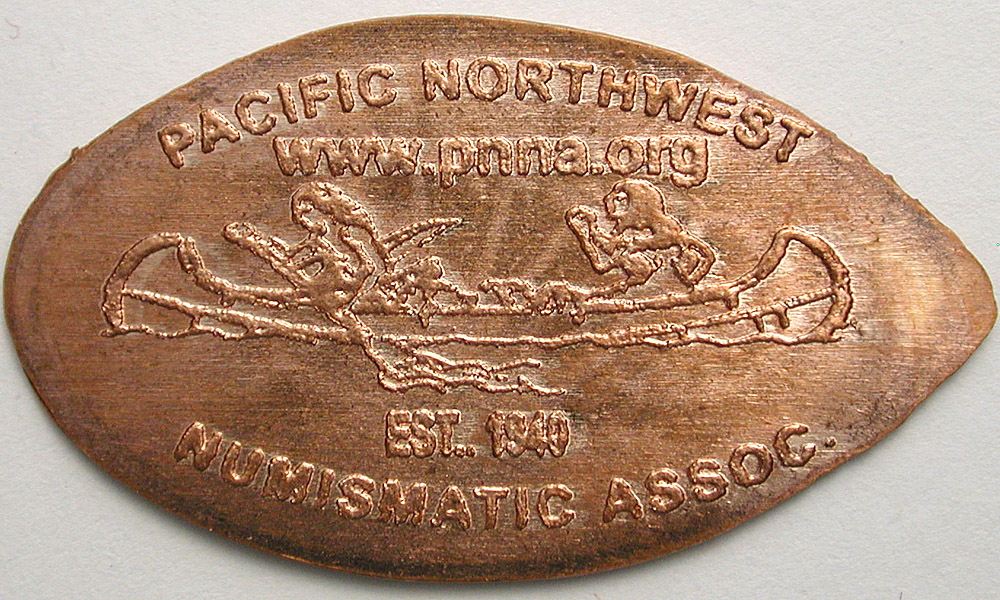 PACIFIC NORTHWEST
www.pnna.org
EST.. 1940
NUMISMATIC ASSOC.